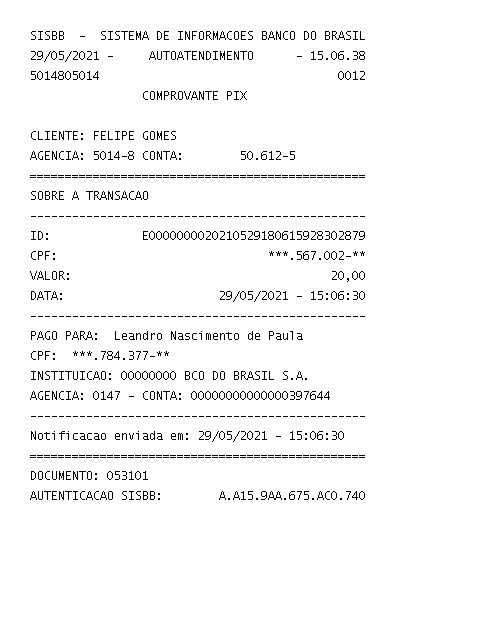 SISBB - SISTEMA DE INFORMACOES BANCO DO BRASIL
29/05/2021 - AUTOATENDIMENTO - 15.06.38
5014805014 0012
COMPROVANTE PIX
CLIENTE: FELIPE GOMES
AGENCIA: 5014-8 CONTA: 50.612-5
================================================
SOBRE A TRANSACAO
------------------------------------------------
ID: E00000000202105291806159283028​79
CPF: ***.567.002-**
VALOR: 20,00
DATA: 29/05/2021 - 15:06:30
------------------------------------------------
PAGO PARA: Leandro Nascimento de Paula
CPF: ***.784.377-**
INSTITUICAO: 00000000 BCO DO BRASIL S.A.
AGENCIA: 0147 - CONTA: 00000000000000397644
------------------------------------------------
Notificacao enviada em: 29/05/2021 - 15:06:30
================================================
DOCUMENTO: 053101
AUTENTICACAO SISBB: A.A15.9AA.675.AC0.740